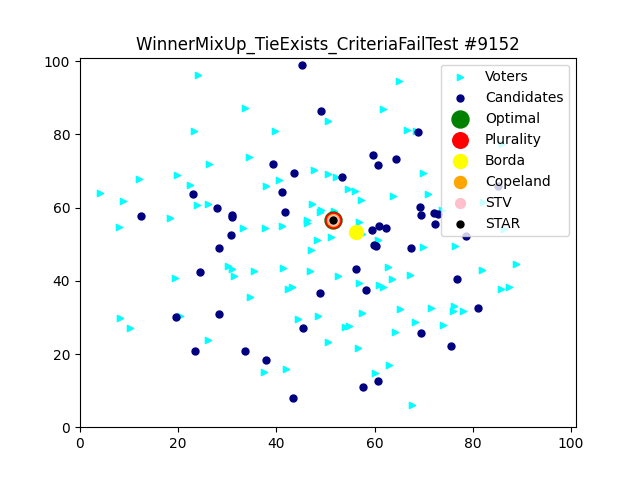 WinnerMixUp_TieExists_CriteriaFailTest #9152
100
80
60
40
20
0
0
20
40
60
80
100
Voters
Candidates
Optimal
Plurality
Borda
Copeland
STV
STAR